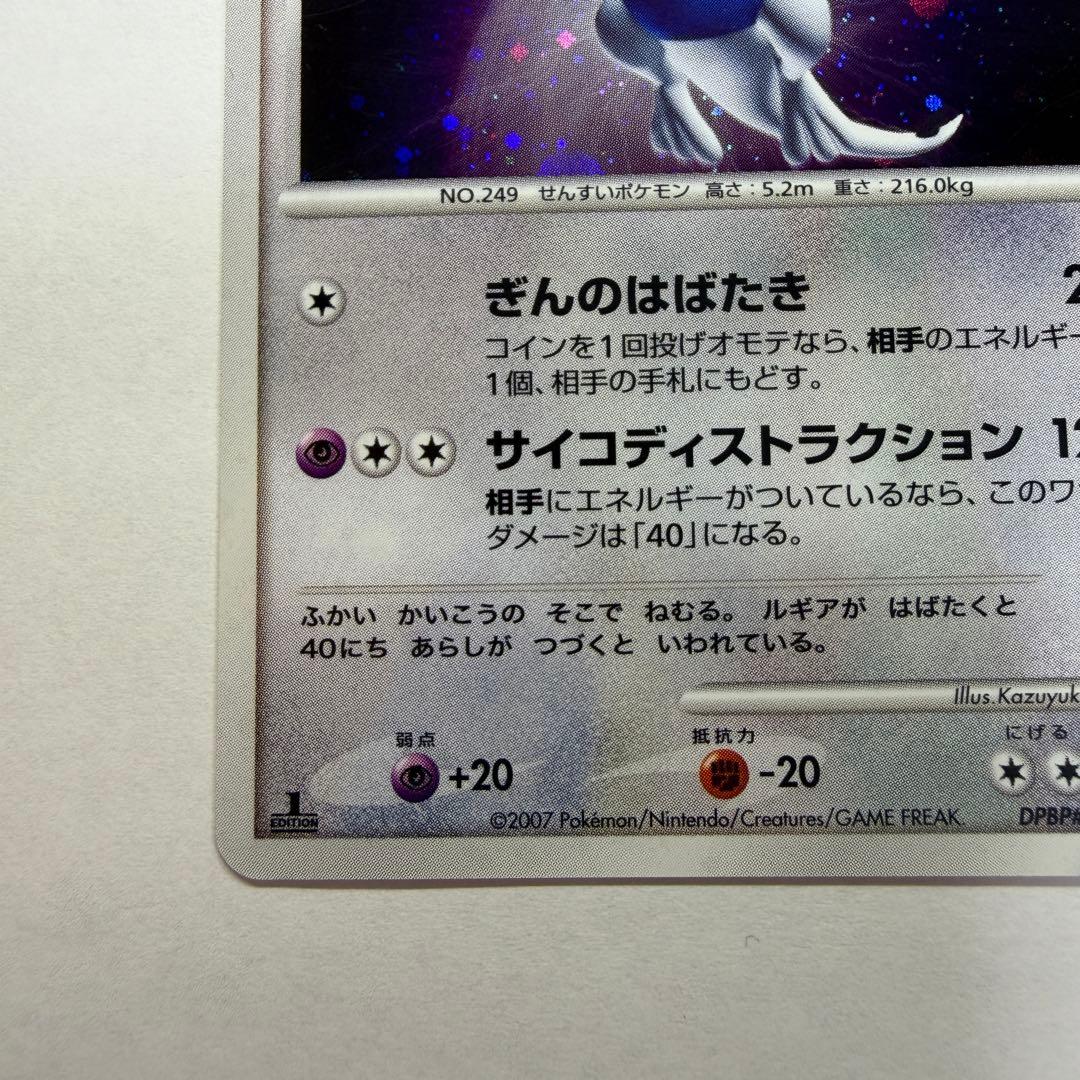 NO.249 せんすいポケモン 高さ:5.2m 重さ:216.0kg
ぎんのはばたき 2
コインを1回投げオモテなら、相手のエネルギー
1個、相手の手札にもどす。
サイコディストラクション 12
相手にエネルギーがついているなら、このワ
ダメージは「40」になる。
ふかい かいこうの そこで ねむる。 ルギアが はばたくと
40にち あらしが つづくと いわれている。
Illus.Kazuyuk
弱点 抵抗力 にげる
+20 -20
1 EDITION
©2007 Pokémon/Nintendo/Creatures/GAME FREAK. DPBP#